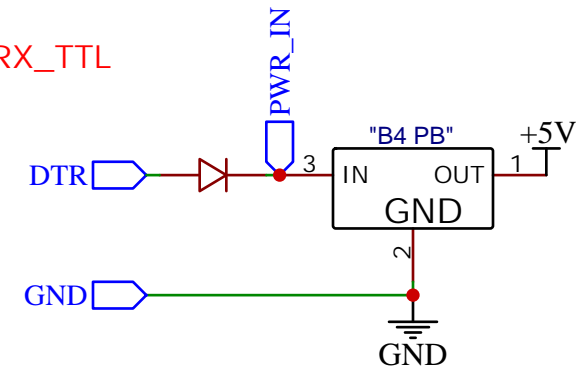 RX_TTL
PWR_IN
"B4 PB"
+5V
DTR
3
IN
OUT
1
GND
2
GND
GND